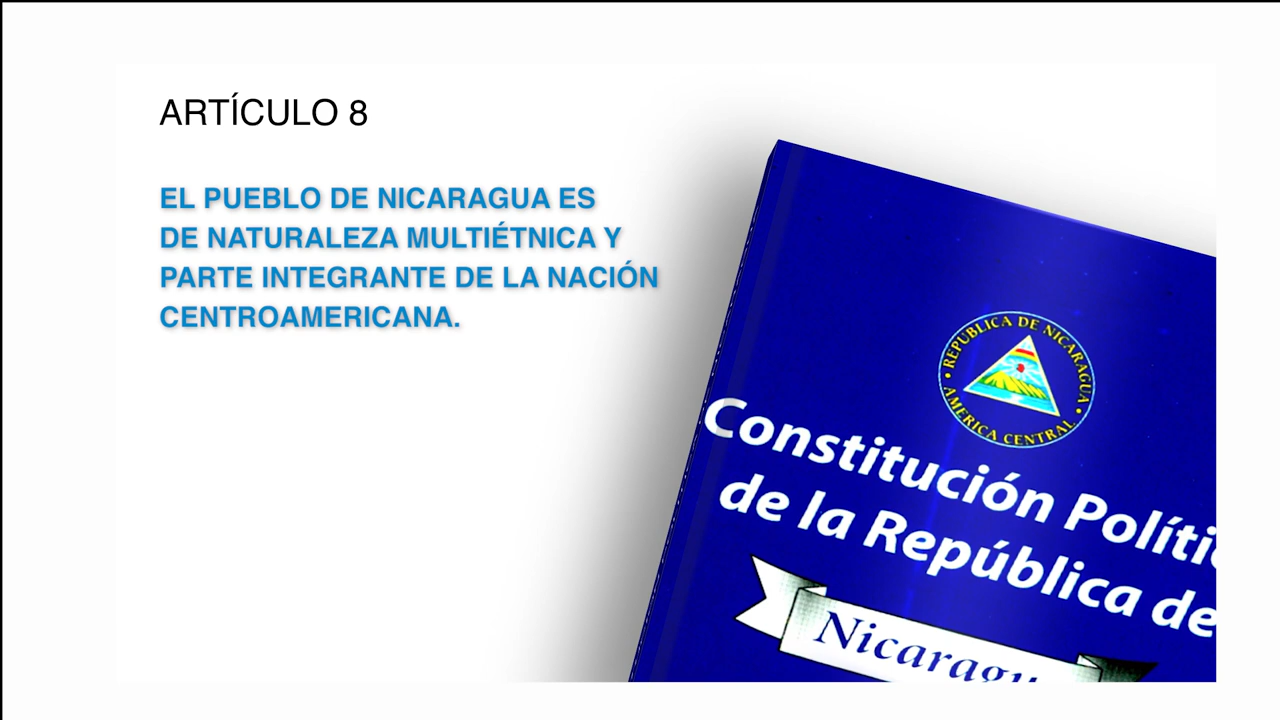 ARTÍCULO 8
EL PUEBLO DE NICARAGUA ES
DE NATURALEZA MULTIÉTNICA Y
PARTE INTEGRANTE DE LA NACIÓN
CENTROAMERICANA.
REPUBLICA DE NICARAGUA
AMERICA CENTRAL
Constitución Políti
de la República de
Nicaragu